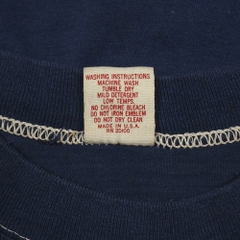 WASHING INSTRUCTIONS
MACHINE WASH
TUMBLE DRY
MILD DETERGENT
LOW TEMPS.
NO CHLORINE BLEACH
DO NOT IRON EMBLEM
DO NOT DRY CLEAN
MADE IN U.S.A.
RN